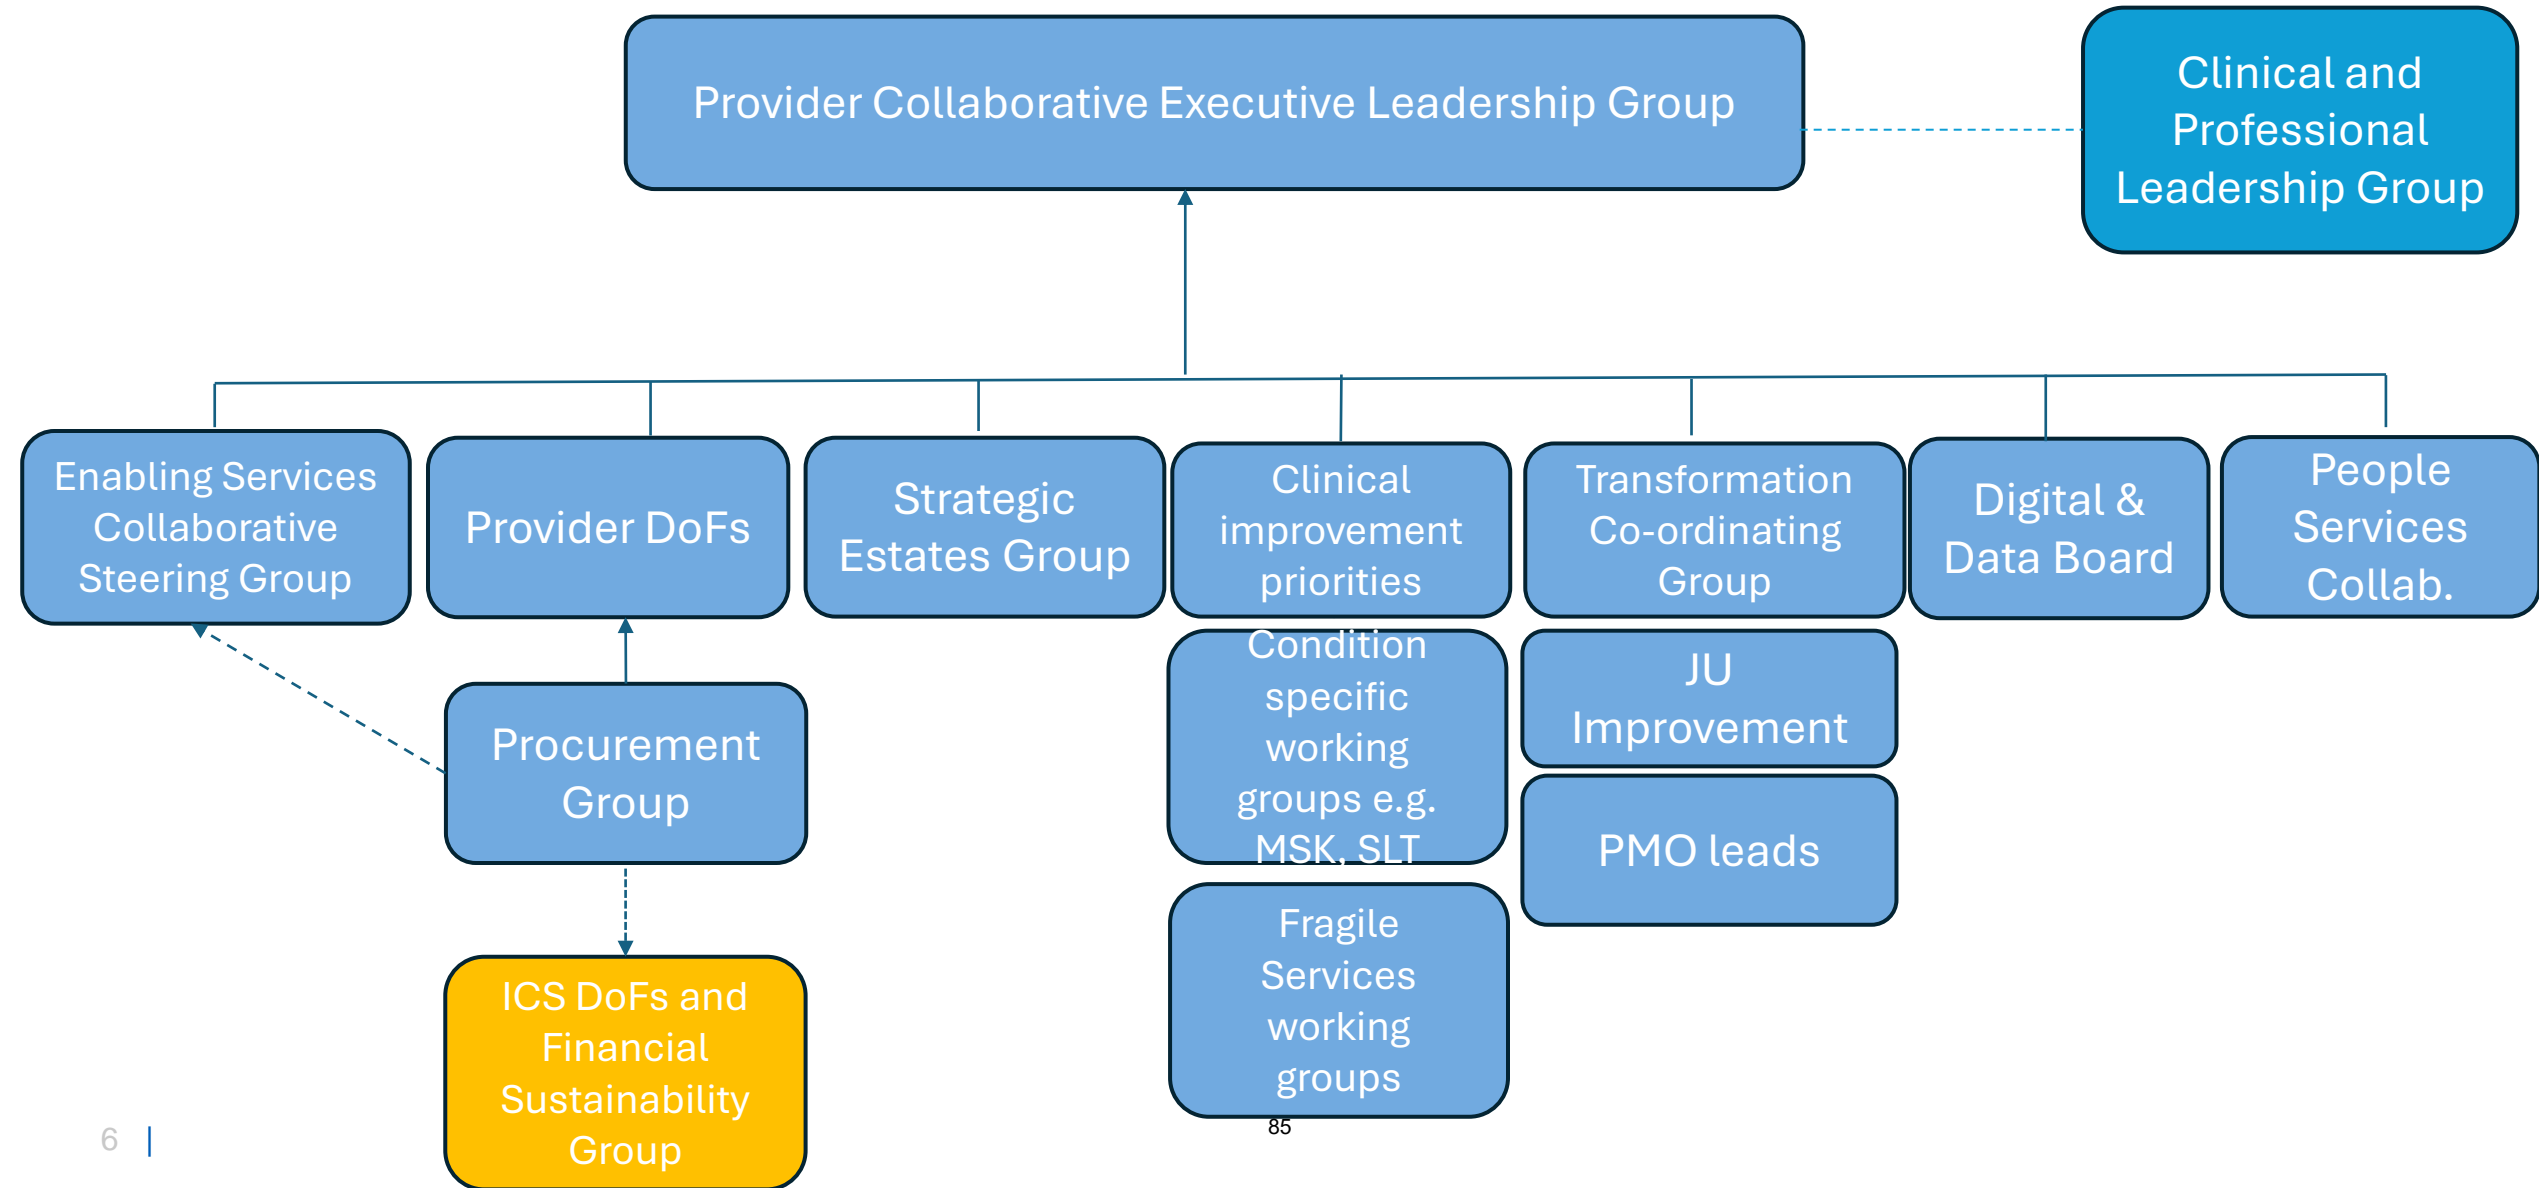 Provider Collaborative Executive Leadership Group
Clinical and
Professional
Leadership Group
Enabling Services
Collaborative
Steering Group
Provider DoFs
Strategic
Estates Group
Clinical
improvement
priorities
Transformation
Co-ordinating
Group
Digital &
Data Board
People
Services
Collab.
Procurement
Group
Condition
specific
working
groups e.g.
MSK, SLT
JU
Improvement
PMO leads
ICS DoFs and
Financial
Sustainability
Group
Fragile
Services
working
groups
6 |
85